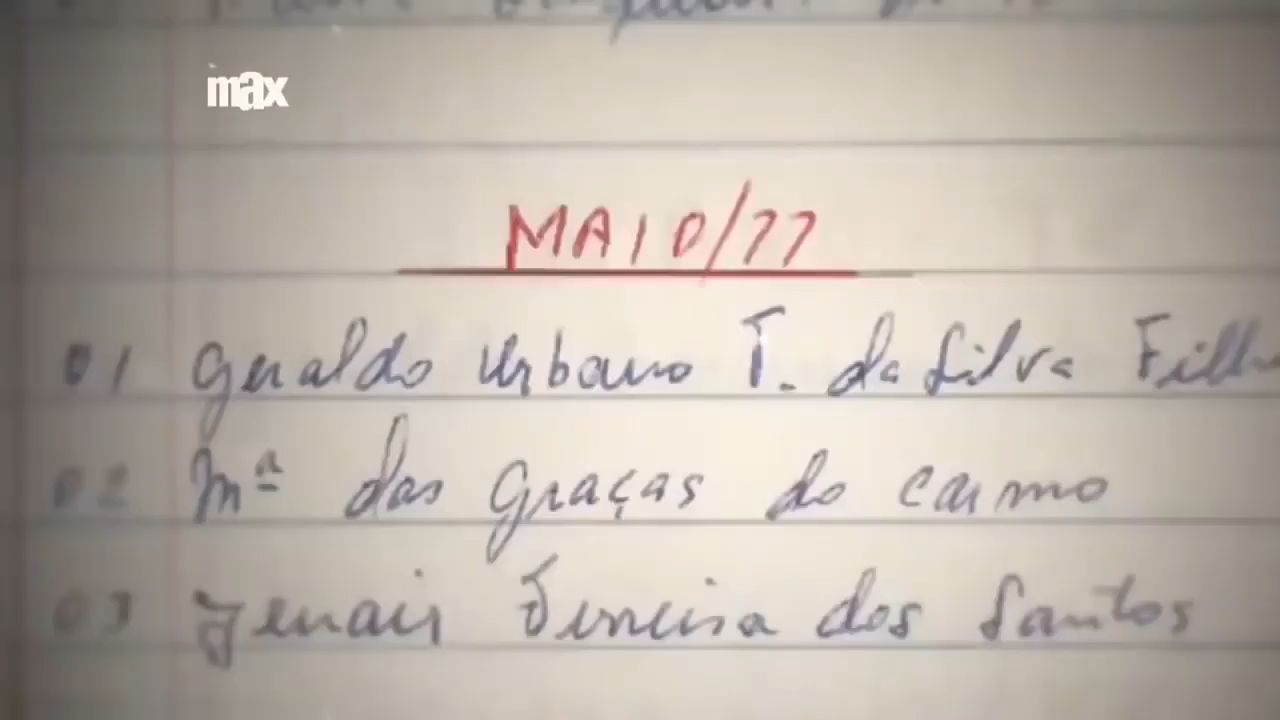 max
MAIO/77
01 Geraldo Urbano T. da Silva Filho
02 Mª das Graças do Carmo
03 Jenair Ferreira dos Santos